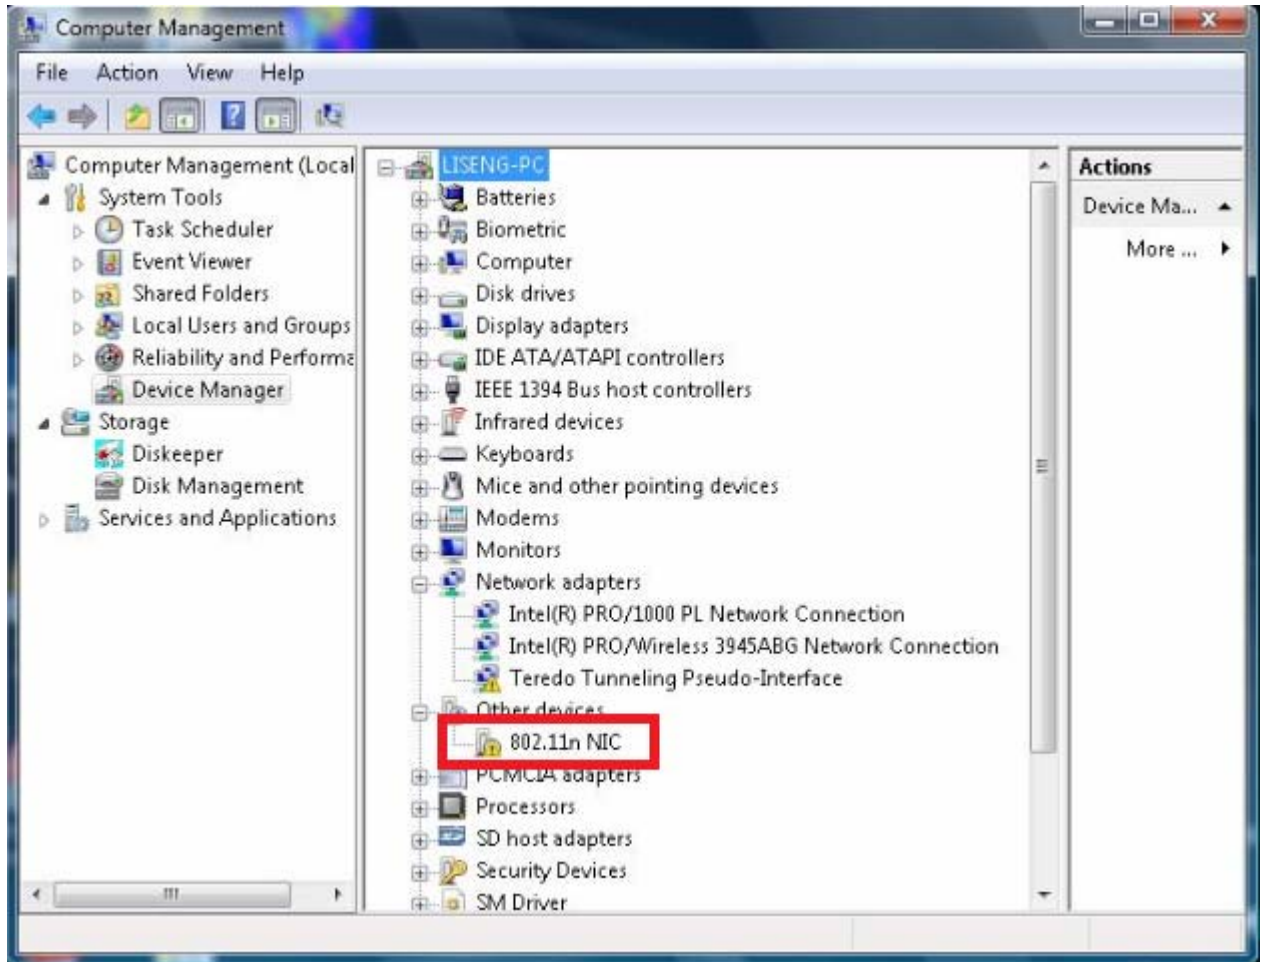 Computer Management
File Action View Help
Computer Management (Local
System Tools
Task Scheduler
Event Viewer
Shared Folders
Local Users and Groups
Reliability and Performa
Device Manager
Storage
Diskeeper
Disk Management
Services and Applications
LISENG-PC
Batteries
Biometric
Computer
Disk drives
Display adapters
IDE ATA/ATAPI controllers
IEEE 1394 Bus host controllers
Infrared devices
Keyboards
Mice and other pointing devices
Modems
Monitors
Network adapters
Intel(R) PRO/1000 PL Network Connection
Intel(R) PRO/Wireless 3945ABG Network Connection
Teredo Tunneling Pseudo-Interface
Other devices
802.11n NIC
PCMCIA adapters
Processors
SD host adapters
Security Devices
SM Driver
Actions
Device Ma...
More ...